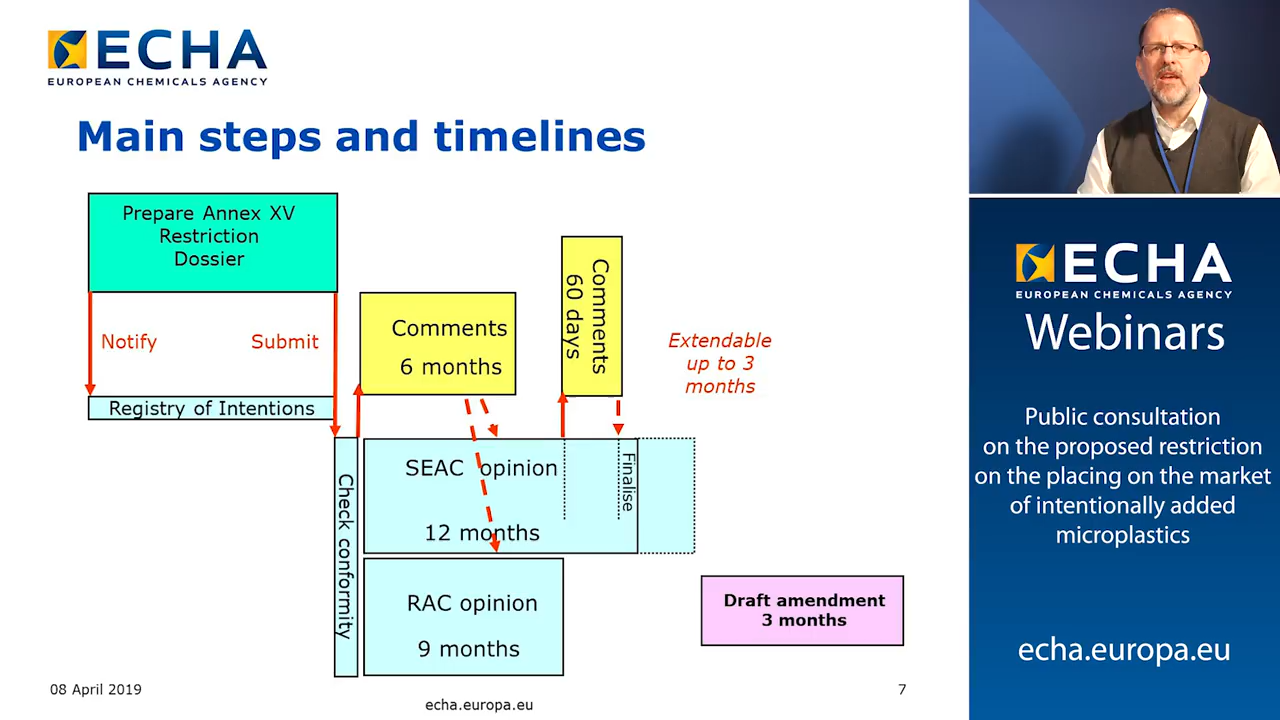 ECHA
EUROPEAN CHEMICALS AGENCY
Main steps and timelines
Prepare Annex XV
Restriction
Dossier
Notify
Submit
Registry of Intentions
Comments
6 months
Comments
60 days
Extendable
up to 3
months
Check conformity
SEAC opinion
12 months
Finalise
RAC opinion
9 months
Draft amendment
3 months
08 April 2019
echa.europa.eu
7
ECHA
EUROPEAN CHEMICALS AGENCY
Webinars
Public consultation
on the proposed restriction
on the placing on the market
of intentionally added
microplastics
echa.europa.eu